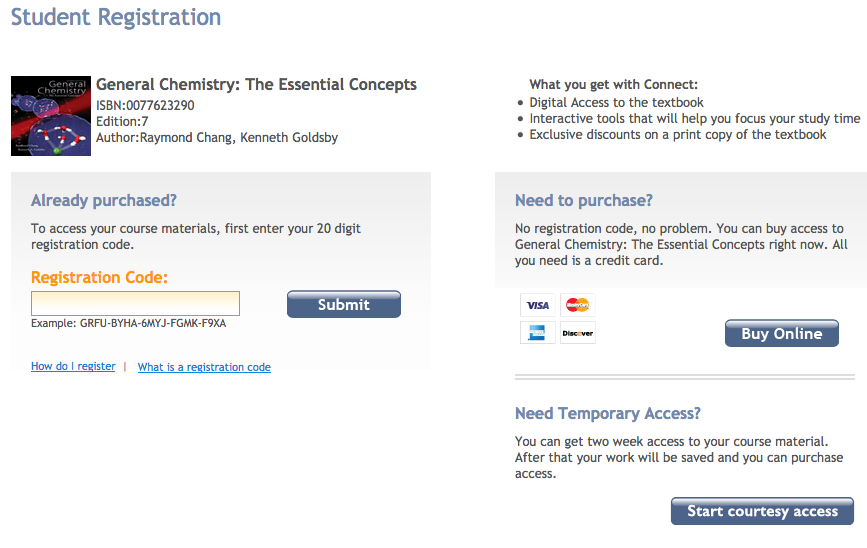 Student Registration
General Chemistry
General Chemistry: The Essential Concepts
ISBN:0077623290
Edition:7
Author:Raymond Chang, Kenneth Goldsby
What you get with Connect:
Digital Access to the textbook
Interactive tools that will help you focus your study time
Exclusive discounts on a print copy of the textbook
Already purchased?
To access your course materials, first enter your 20 digit
registration code.
Registration Code:
Submit
Example: GRFU-BYHA-6MYJ-FGMK-F9XA
How do I register | What is a registration code
Need to purchase?
No registration code, no problem. You can buy access to
General Chemistry: The Essential Concepts right now. All
you need is a credit card.
VISA
MasterCard
Discover
Buy Online
Need Temporary Access?
You can get two week access to your course material.
After that your work will be saved and you can purchase
access.
Start courtesy access